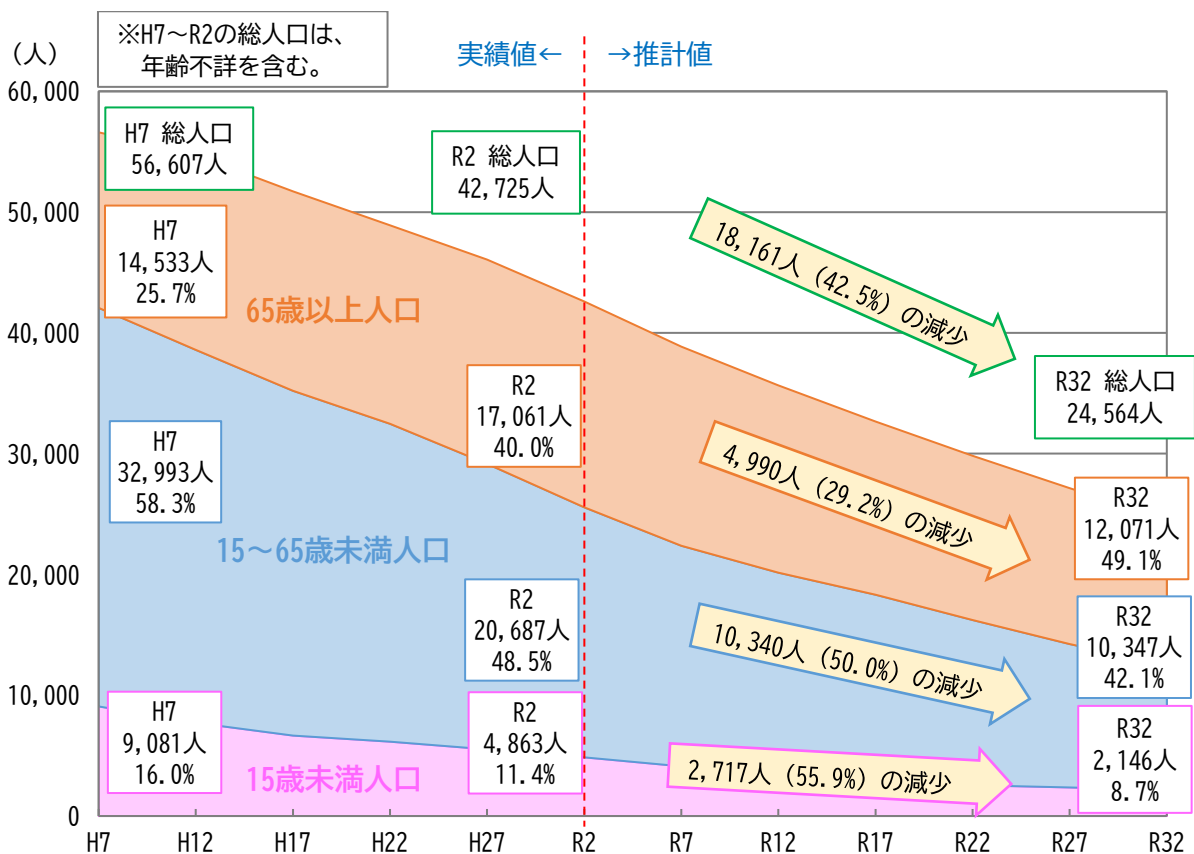 ※H7～R2の総人口は、
年齢不詳を含む。
（人）
実績値←
→推計値
60,000
50,000
40,000
30,000
20,000
10,000
0
H7 総人口
56,607人
R2 総人口
42,725人
18,161人（42.5%）の減少
R32 総人口
24,564人
H7
14,533人
25.7%
65歳以上人口
R2
17,061人
40.0%
4,990人（29.2%）の減少
R32
12,071人
49.1%
H7
32,993人
58.3%
15～65歳未満人口
R2
20,687人
48.5%
10,340人（50.0%）の減少
R32
10,347人
42.1%
H7
9,081人
16.0%
15歳未満人口
R2
4,863人
11.4%
2,717人（55.9%）の減少
R32
2,146人
8.7%
H7 H12 H17 H22 H27 R2 R7 R12 R17 R22 R27 R32